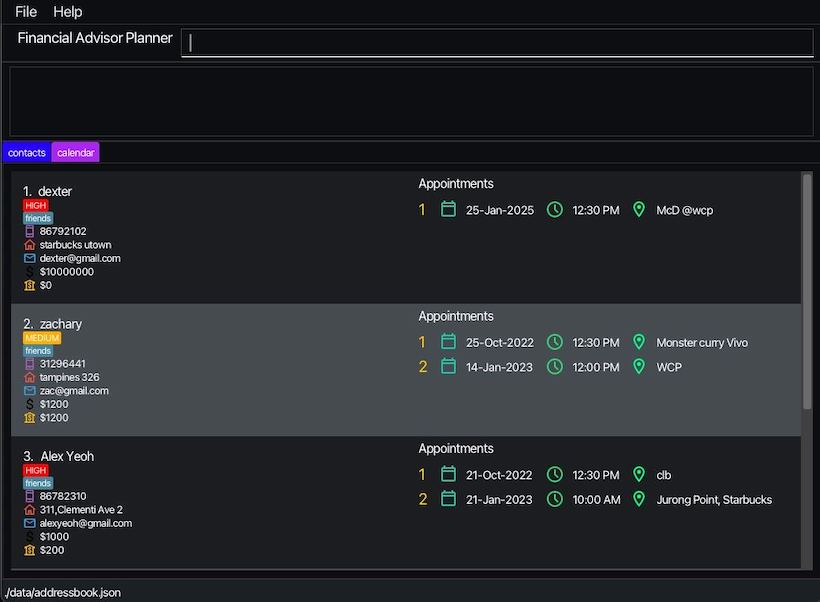 File Help
Financial Advisor Planner
contacts calendar
1. dexter
HIGH
friends
86792102
starbucks utown
dexter@gmail.com
$ $10000000
$0
Appointments
1 25-Jan-2025 12:30 PM McD @wcp
2. zachary
MEDIUM
friends
31296441
tampines 326
zac@gmail.com
$ $1200
$1200
Appointments
1 25-Oct-2022 12:30 PM Monster curry Vivo
2 14-Jan-2023 12:00 PM WCP
3. Alex Yeoh
HIGH
friends
86782310
311,Clementi Ave 2
alexyeoh@gmail.com
$ $1000
$200
Appointments
1 21-Oct-2022 12:30 PM clb
2 21-Jan-2023 10:00 AM Jurong Point, Starbucks
./data/addressbook.json